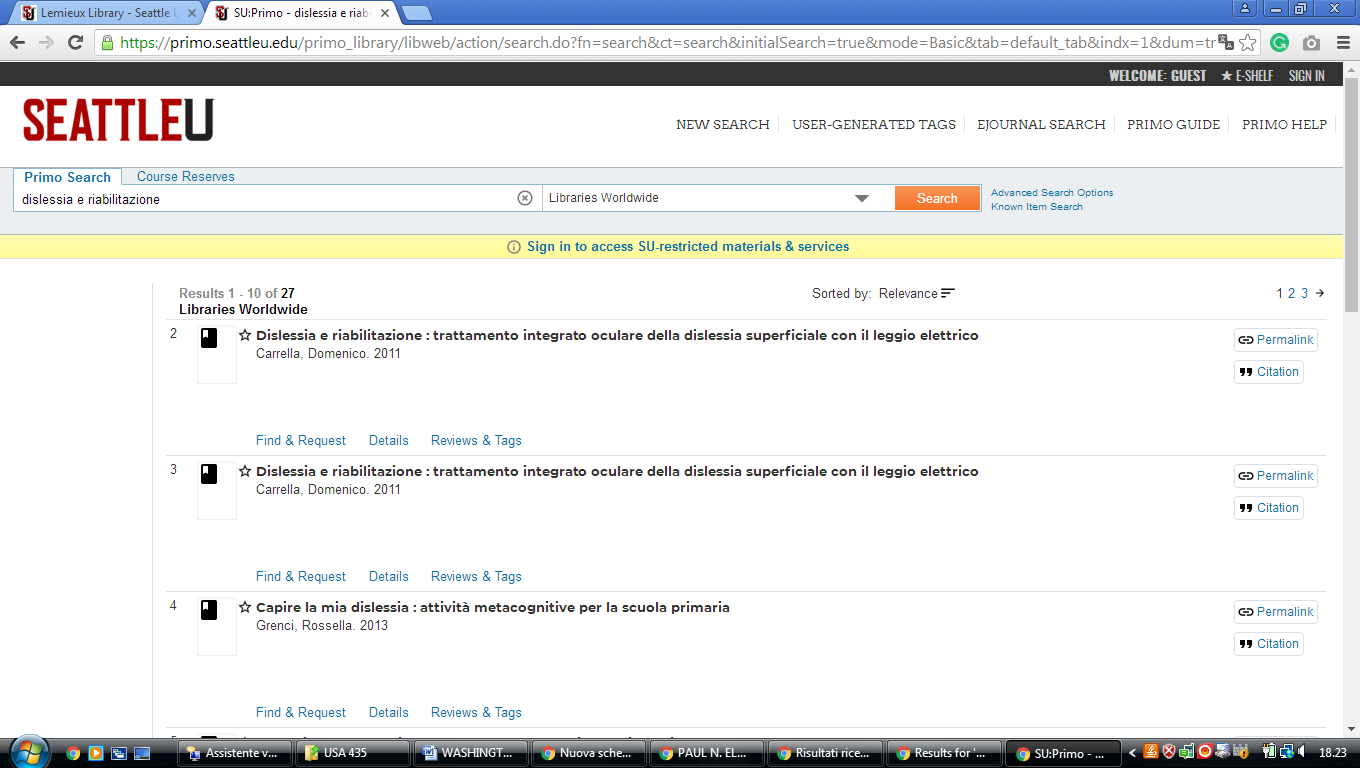 Lemieux Library - Seattle U
SU:Primo - dislessia e riab
https://primo.seattleu.edu/primo_library/libweb/action/search.do?fn=search&ct=search&initialSearch=true&mode=Basic&tab=default_tab&indx=1&dum=tr
WELCOME: GUEST ★ E-SHELF SIGN IN
SEATTLEU
NEW SEARCH USER-GENERATED TAGS EJOURNAL SEARCH PRIMO GUIDE PRIMO HELP
Primo Search Course Reserves
dislessia e riabilitazione Libraries Worldwide Search
Advanced Search Options
Known Item Search
Sign in to access SU-restricted materials & services
Results 1 - 10 of 27 Sorted by: Relevance 1 2 3
Libraries Worldwide
2 Dislessia e riabilitazione : trattamento integrato oculare della dislessia superficiale con il leggio elettrico
Carrella, Domenico. 2011
Permalink
Citation
Find & Request Details Reviews & Tags
3 Dislessia e riabilitazione : trattamento integrato oculare della dislessia superficiale con il leggio elettrico
Carrella, Domenico. 2011
Permalink
Citation
Find & Request Details Reviews & Tags
4 Capire la mia dislessia : attività metacognitive per la scuola primaria
Grenci, Rossella. 2013
Permalink
Citation
Find & Request Details Reviews & Tags
Assistente v... USA 435 WASHINGT... Nuova sche... PAUL N. EL... Risultati rice... Results for '... SU:Primo - ... 18.23